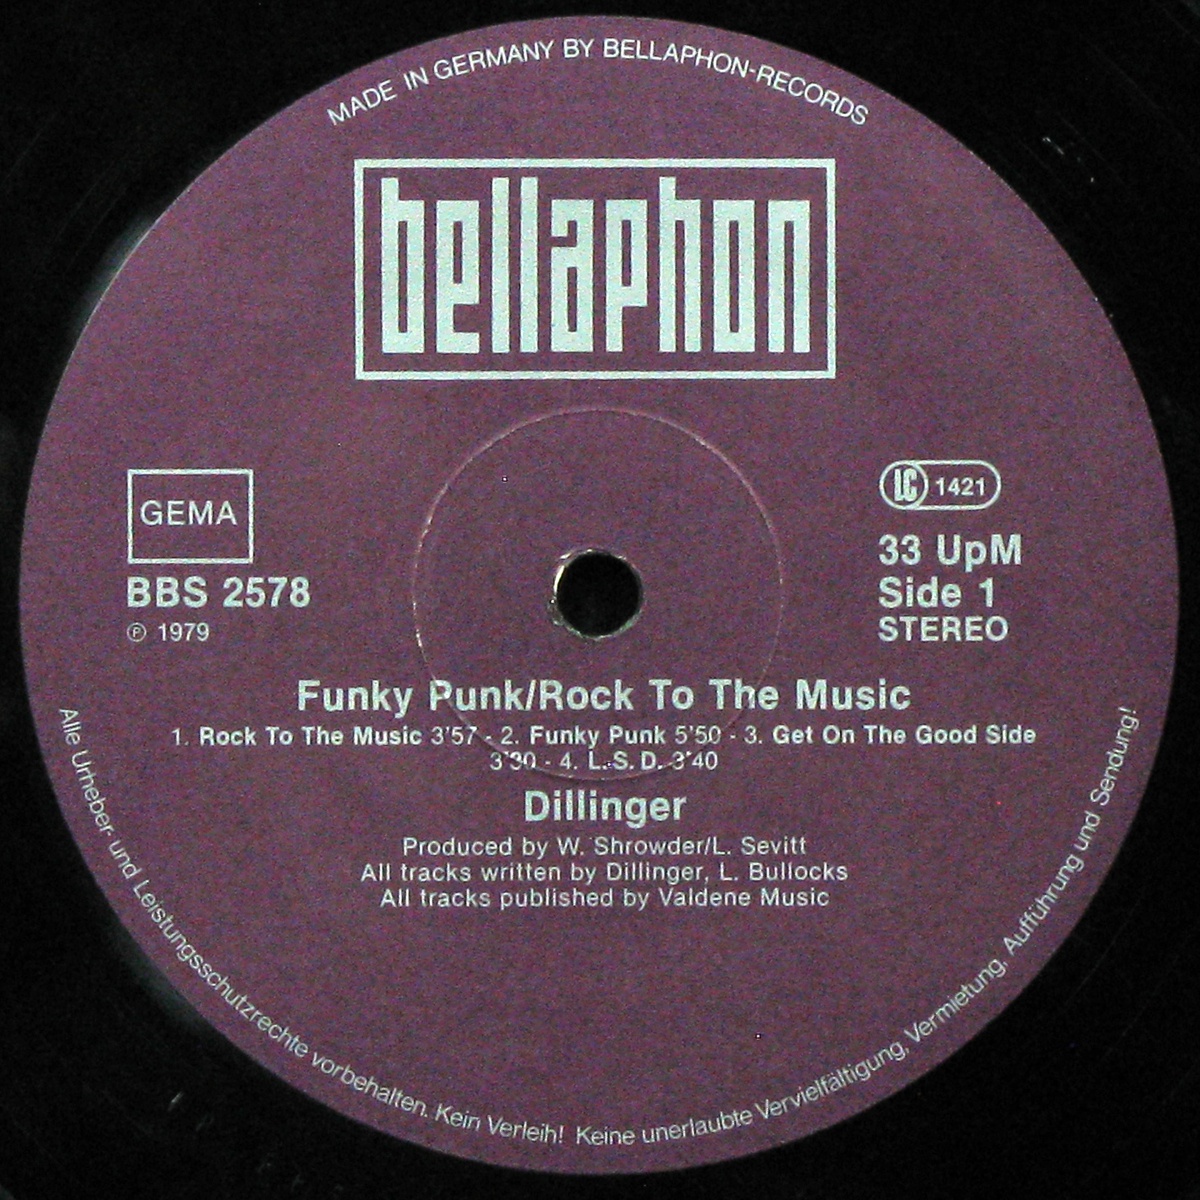 MADE IN GERMANY BY BELLAPHON-RECORDS
bellaphon
GEMA
BBS 2578
℗ 1979
LC 1421
33 UpM
Side 1
STEREO
Funky Punk/Rock To The Music
1. Rock To The Music 3'57 - 2. Funky Punk 5'50 - 3. Get On The Good Side
3'30 - 4. L.S.D. 3'40
Dillinger
Produced by W. Shrowder/L. Sevitt
All tracks written by Dillinger, L. Bullocks
All tracks published by Valdene Music
Alle Urheber- und Leistungsschutzrechte vorbehalten. Kein Verleih! Keine unerlaubte Vervielfältigung, Vermietung, Aufführung und Sendung!